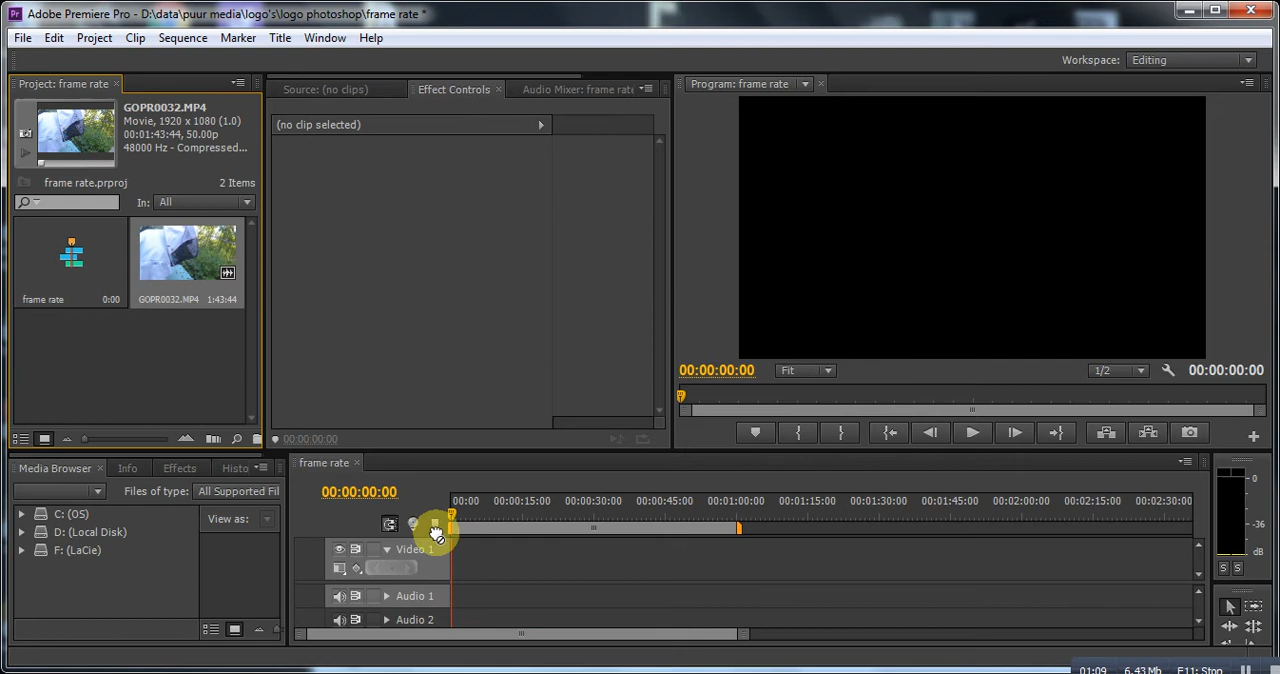 Adobe Premiere Pro - D:\data\puur media\logo's\logo photoshop\frame rate *
File Edit Project Clip Sequence Marker Title Window Help
Workspace: Editing
Project: frame rate
Source: (no clips) Effect Controls Audio Mixer: frame rate
Program: frame rate
GOPR0032.MP4
Movie, 1920 x 1080 (1.0)
00:01:43:44, 50.00p
48000 Hz - Compressed...
(no clip selected)
frame rate.prproj 2 Items
In: All
frame rate 0:00
GOPR0032.MP4 1:43:44
00:00:00:00 Fit 1/2 00:00:00:00
00:00:00:00
Media Browser Info Effects Histo
Files of type: All Supported Fil
C: (OS)
D: (Local Disk)
F: (LaCie)
View as:
frame rate
00:00:00:00
00:00 00:00:15:00 00:00:30:00 00:00:45:00 00:01:00:00 00:01:15:00 00:01:30:00 00:01:45:00 00:02:00:00 00:02:15:00 00:02:30:00
Video 1
Audio 1
Audio 2
0
-36
dB
S S
01:09 6,43 Mb F11: Stop